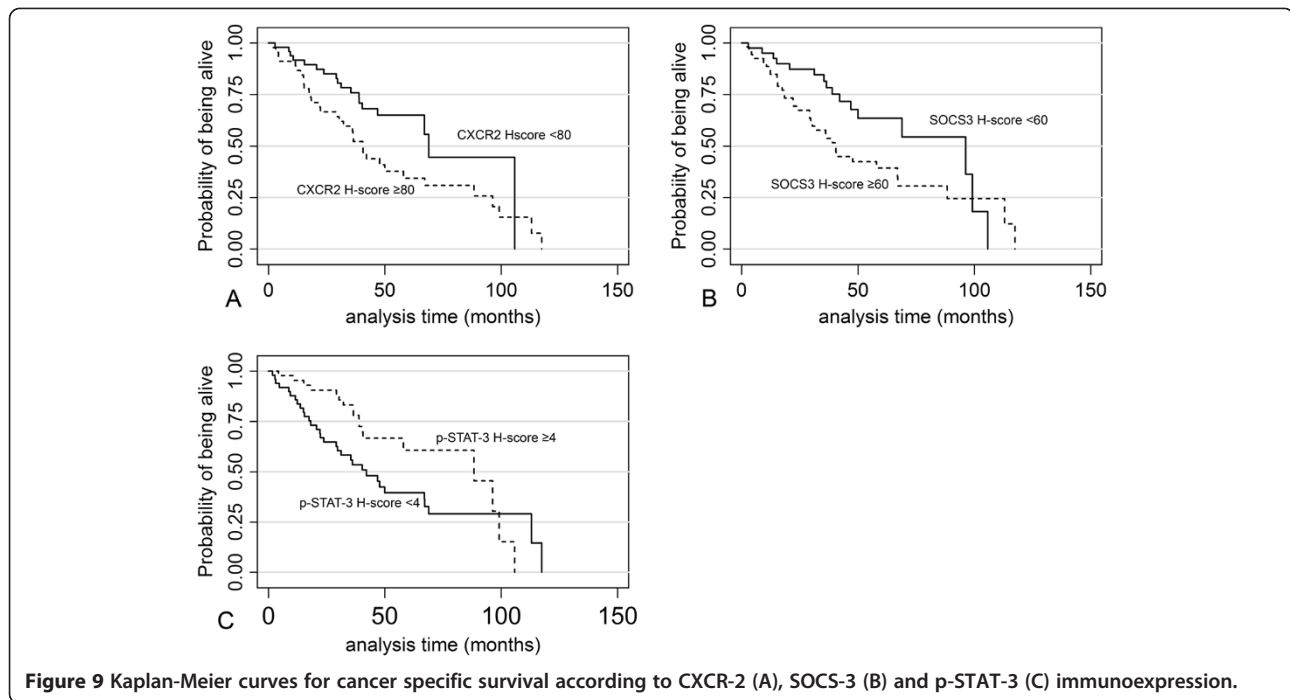 Probability of being alive
1.00
0.75
0.50
0.25
0.00
CXCR2 Hscore <80
CXCR2 H-score ≥80
0 50 100 150
A
analysis time (months)
Probability of being alive
1.00
0.75
0.50
0.25
0.00
SOCS3 H-score <60
SOCS3 H-score ≥60
0 50 100 150
B
analysis time (months)
Probability of being alive
1.00
0.75
0.50
0.25
0.00
p-STAT-3 H-score ≥4
p-STAT-3 H-score <4
0 50 100 150
C
analysis time (months)
Figure 9 Kaplan-Meier curves for cancer specific survival according to CXCR-2 (A), SOCS-3 (B) and p-STAT-3 (C) immunoexpression.